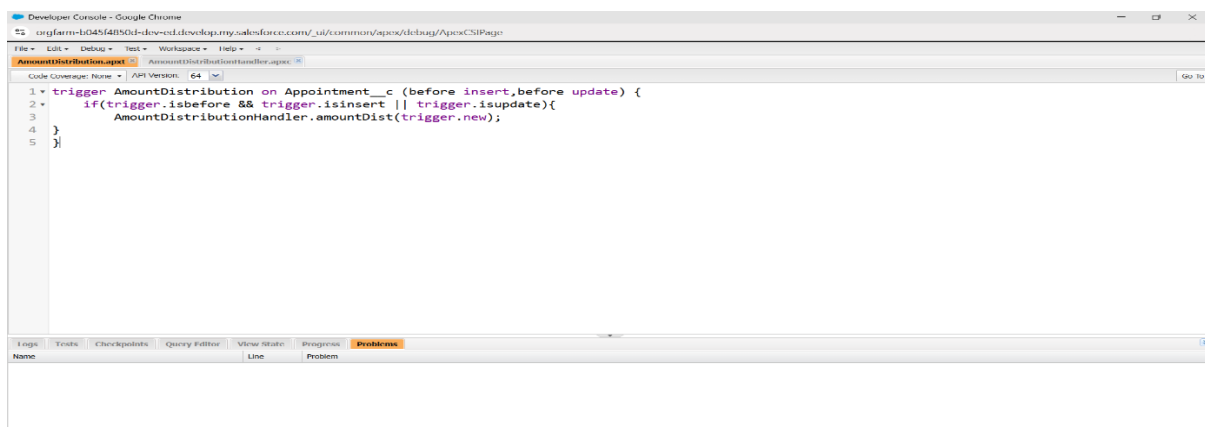 Developer Console - Google Chrome
orgfarm-b045f4850d-dev-ed.develop.my.salesforce.com/_ui/common/apex/debug/ApexCSIPage
File Edit Debug Test Workspace Help < >
AmountDistribution.apxt AmountDistributionHandler.apxc
Code Coverage: None API Version: 64 Go To
1 trigger AmountDistribution on Appointment__c (before insert,before update) {
2 if(trigger.isbefore && trigger.isinsert || trigger.isupdate){
3 AmountDistributionHandler.amountDist(trigger.new);
4 }
5 }
Logs Tests Checkpoints Query Editor View State Progress Problems
Name Line Problem